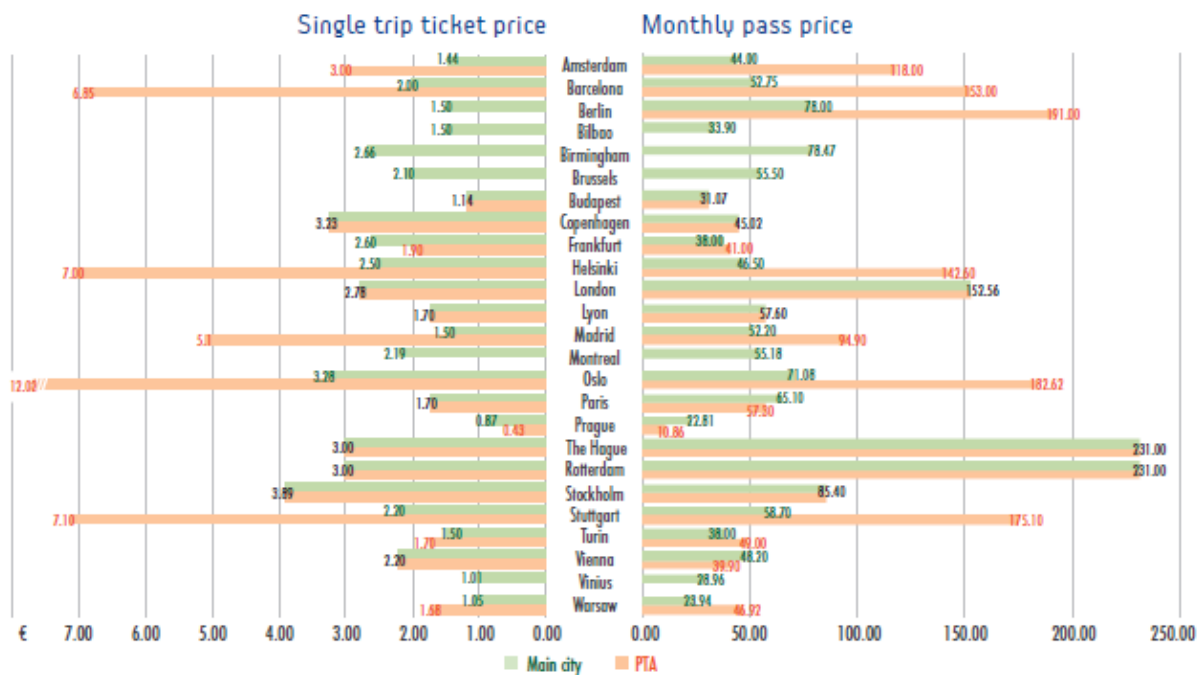 Single trip ticket price Monthly pass price
1.44 Amsterdam 44.00
3.00 118.00
2.00 Barcelona 52.75
6.85 153.00
1.50 Berlin 78.00
191.00
1.50 Bilbao 33.90
2.66 Birmingham 78.47
2.10 Brussels 55.50
1.14 Budapest 31.07
3.23 Copenhagen 45.02
2.60 Frankfurt 38.00
1.90 41.00
2.50 Helsinki 46.50
7.00 142.60
2.78 London 152.56
1.70 Lyon 57.60
1.50 Madrid 52.20
5.1 94.90
2.19 Montreal 55.18
3.28 Oslo 71.08
12.02 182.62
1.70 Paris 65.10
57.30
0.87 Prague 22.81
0.43 10.86
3.00 The Hague 231.00
3.00 Rotterdam 231.00
3.89 Stockholm 85.40
2.20 Stuttgart 58.70
7.10 175.10
1.50 Turin 38.00
1.70 49.00
2.20 Vienna 48.20
39.90
1.01 Vinius 28.96
1.05 Warsaw 23.94
1.68 46.92
€ 7.00 6.00 5.00 4.00 3.00 2.00 1.00 0.00 0.00 50.00 100.00 150.00 200.00 250.00
Main city PTA